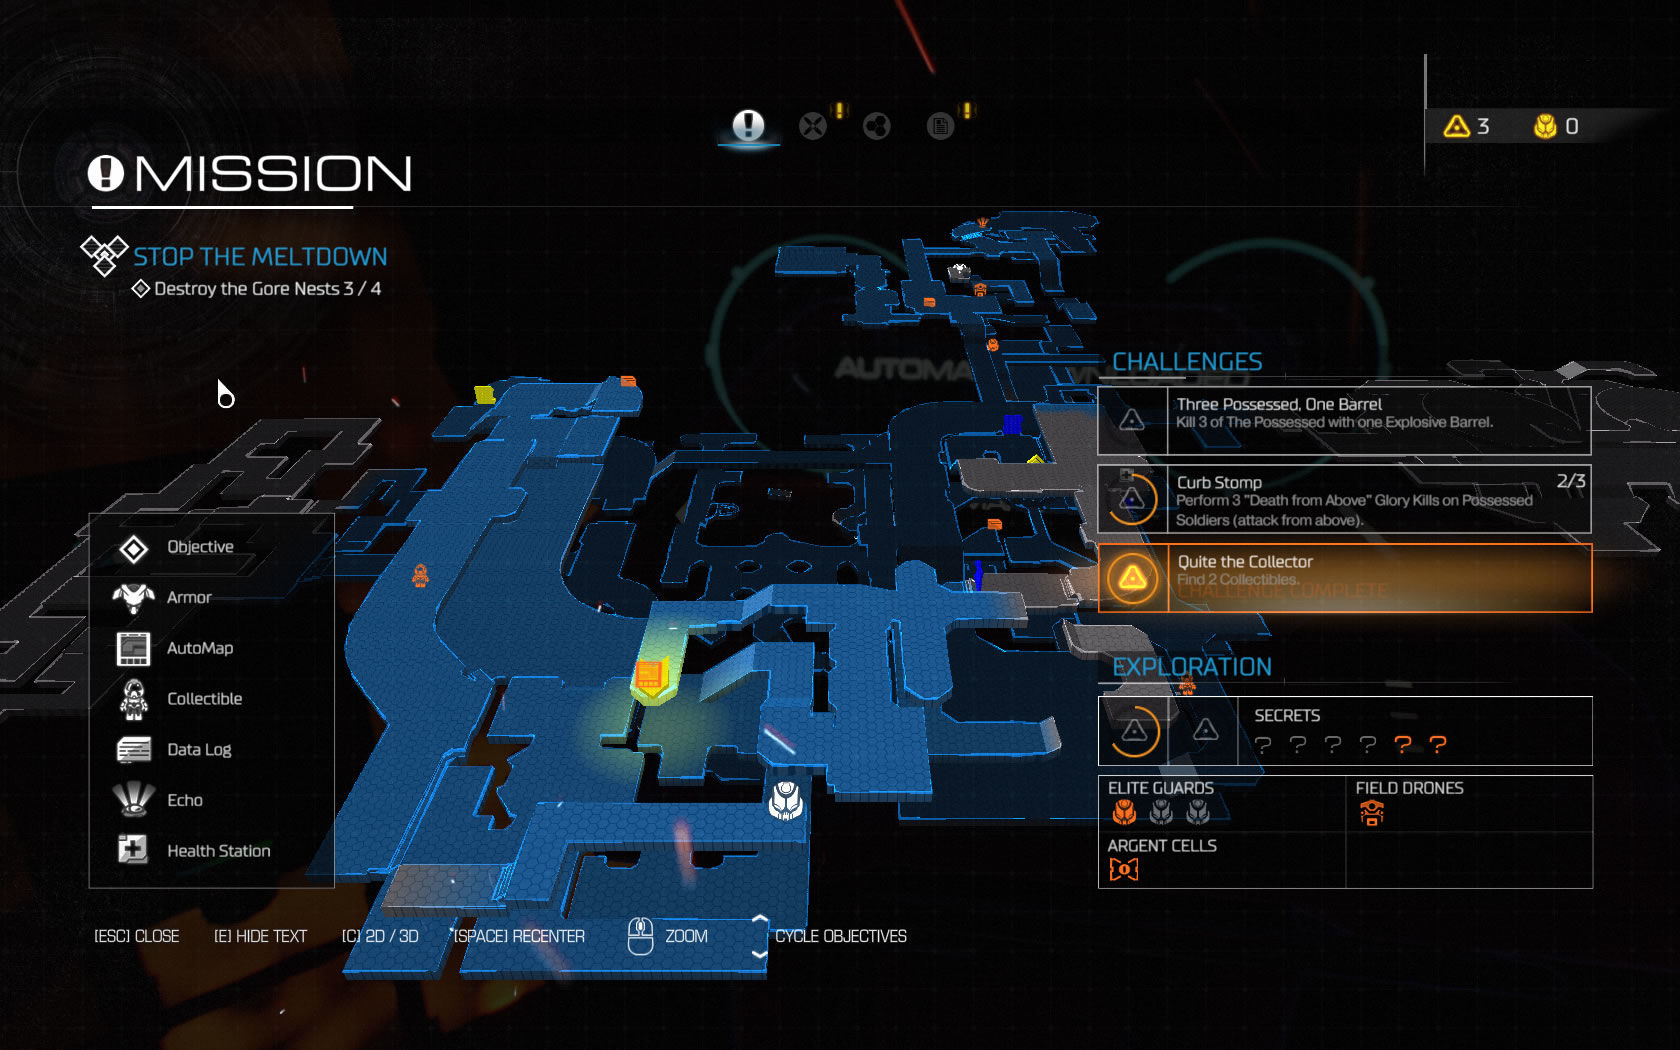 3 0
MISSION
STOP THE MELTDOWN
Destroy the Gore Nests 3 / 4
CHALLENGES
Three Possessed, One Barrel
Kill 3 of The Possessed with one Explosive Barrel.
Curb Stomp 2/3
Perform 3 "Death from Above" Glory Kills on Possessed
Soldiers (attack from above).
Quite the Collector
Find 2 Collectibles.
CHALLENGE COMPLETE
Objective
Armor
AutoMap
Collectible
Data Log
Echo
Health Station
EXPLORATION
SECRETS
? ? ? ? ? ?
ELITE GUARDS
FIELD DRONES
ARGENT CELLS
[ESC] CLOSE [E] HIDE TEXT [C] 2D / 3D [SPACE] RECENTER ZOOM CYCLE OBJECTIVES